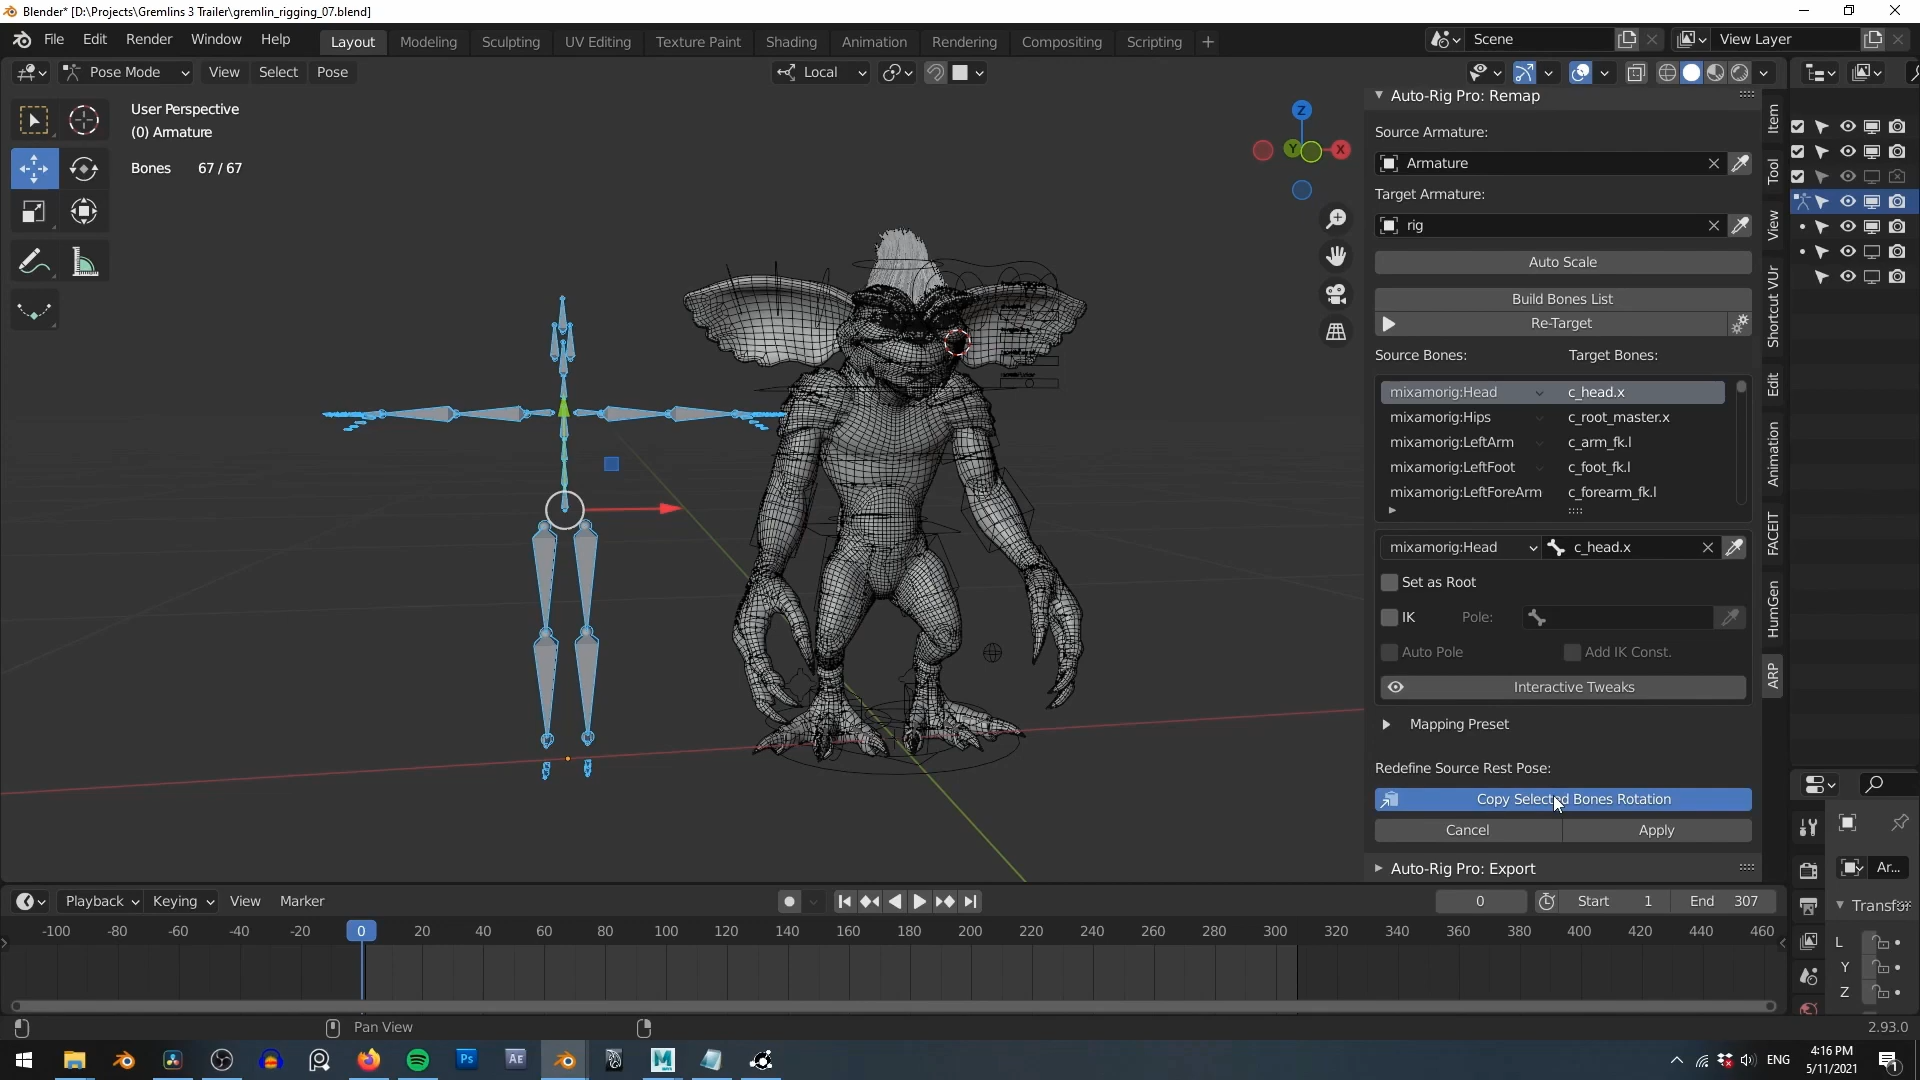 Blender* [D:\Projects\Gremlins 3 Trailer\gremlin_rigging_07.blend]
File Edit Render Window Help Layout Modeling Sculpting UV Editing Texture Paint Shading Animation Rendering Compositing Scripting + Scene View Layer
Pose Mode View Select Pose Local
User Perspective
(0) Armature
Bones 67 / 67
Z
Y
X
Auto-Rig Pro: Remap
Source Armature:
Armature
Target Armature:
rig
Auto Scale
Build Bones List
Re-Target
Source Bones: Target Bones:
mixamorig:Head c_head.x
mixamorig:Hips c_root_master.x
mixamorig:LeftArm c_arm_fk.l
mixamorig:LeftFoot c_foot_fk.l
mixamorig:LeftForeArm c_forearm_fk.l
mixamorig:Head c_head.x
Set as Root
IK Pole:
Auto Pole Add IK Const.
Interactive Tweaks
Mapping Preset
Redefine Source Rest Pose:
Copy Selected Bones Rotation
Cancel Apply
Auto-Rig Pro: Export
Item
Tool
View
Shortcut VUr
Edit
Animation
FACEIT
HumGen
ARP
Ar...
Transfor
L
Y
Z
Playback Keying View Marker 0 Start 1 End 307
-100 -80 -60 -40 -20 0 20 40 60 80 100 120 140 160 180 200 220 240 260 280 300 320 340 360 380 400 420 440 460
Pan View 2.93.0
Ps Ae M ENG 4:16 PM
5/11/2021
1